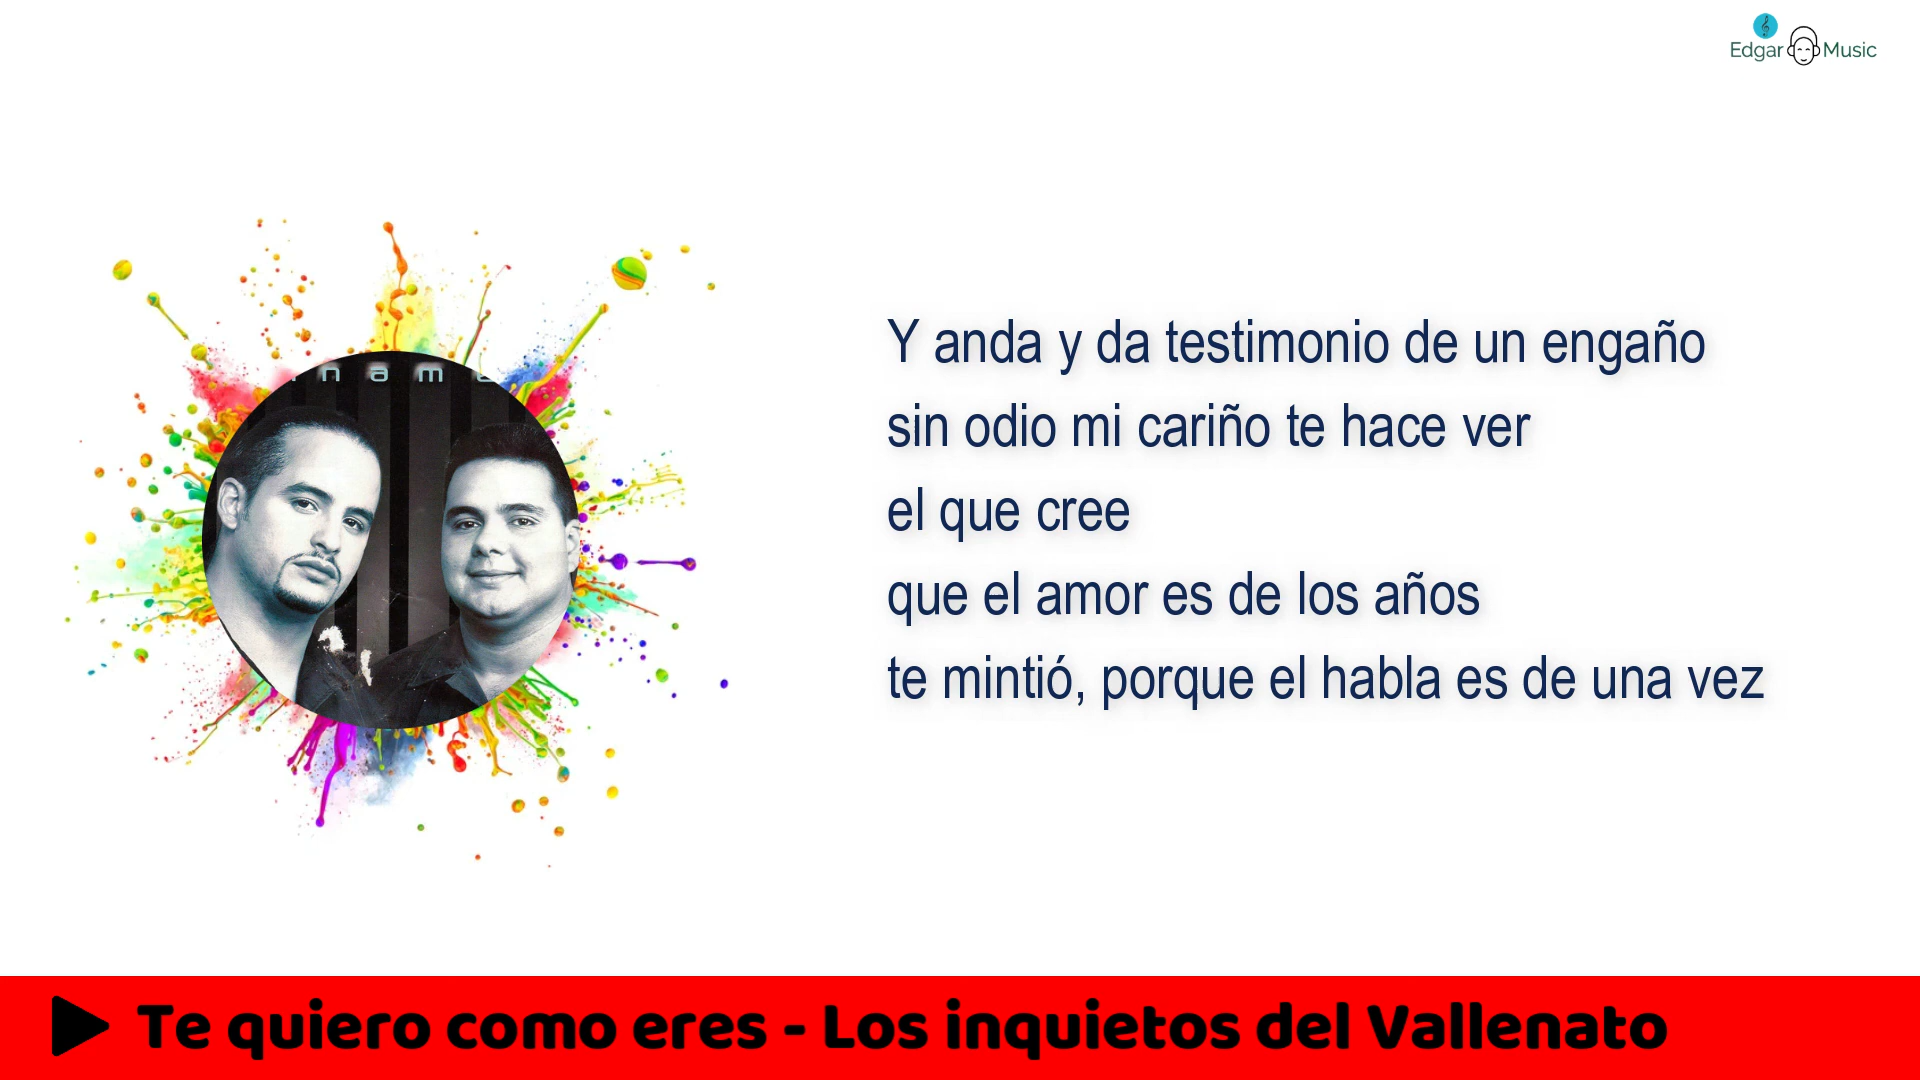 Edgar Music
n a m
Y anda y da testimonio de un engaño
sin odio mi cariño te hace ver
el que cree
que el amor es de los años
te mintió, porque el habla es de una vez
Te quiero como eres - Los inquietos del Vallenato